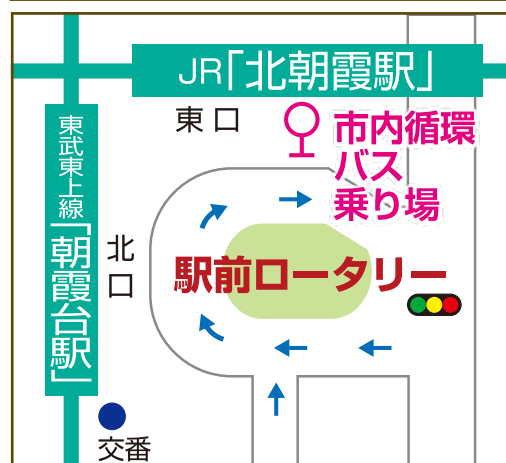 JR「北朝霞駅」
東口
市内循環
バス
乗り場
東武東上線「朝霞台駅」
北口
駅前ロータリー
交番